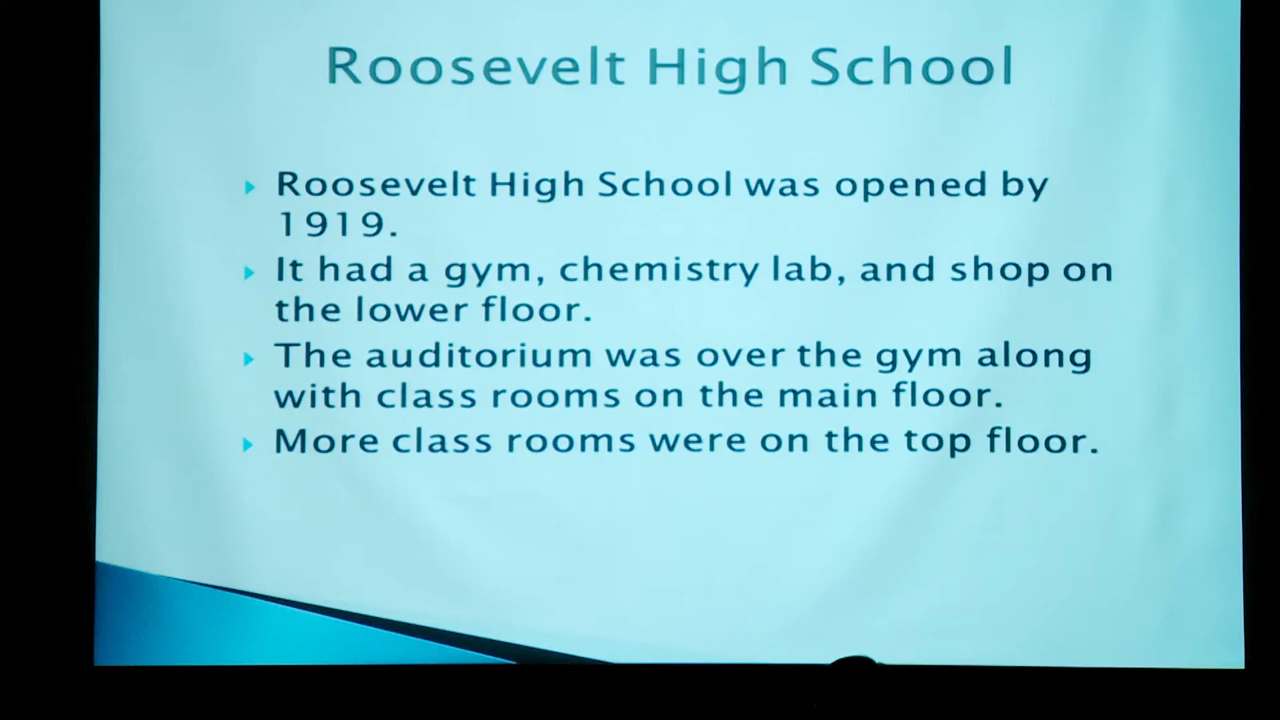 Roosevelt High School
Roosevelt High School was opened by
1919.
It had a gym, chemistry lab, and shop on
the lower floor.
The auditorium was over the gym along
with class rooms on the main floor.
More class rooms were on the top floor.